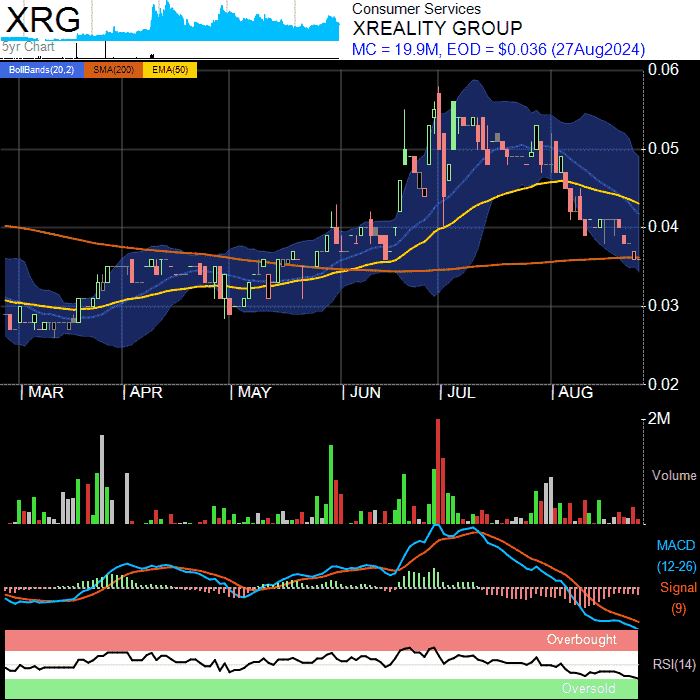 XRG
5yr Chart
Consumer Services
XREALITY GROUP
MC = 19.9M, EOD = $0.036 (27Aug2024)
BollBands(20,2) SMA(200) EMA(50)
0.06
0.05
0.04
0.03
0.02
MAR APR MAY JUN JUL AUG
2M
Volume
MACD
(12-26)
Signal
(9)
Overbought
RSI(14)
Oversold